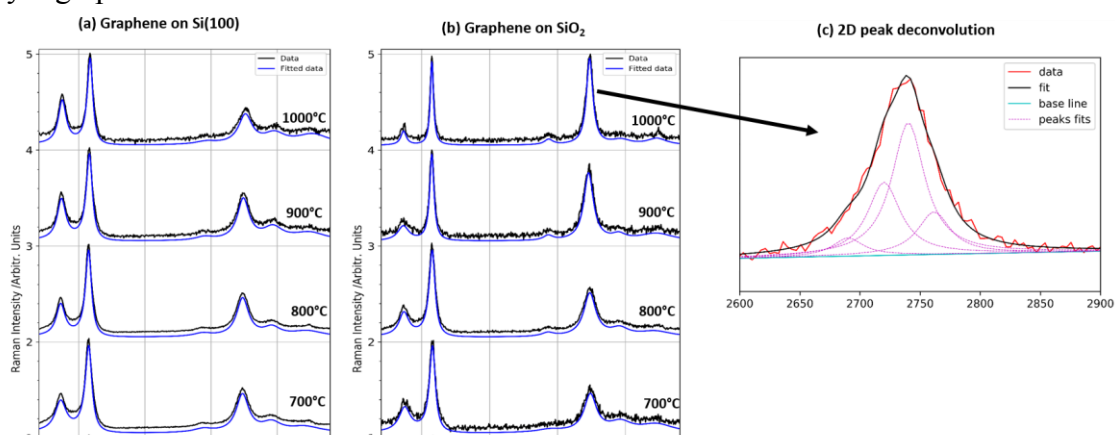 (a) Graphene on Si(100)
(b) Graphene on SiO₂
(c) 2D peak deconvolution
5
Data
Fitted data
1000°C
4
900°C
3
800°C
2
700°C
Raman Intensity /Arbitr. Units
5
Data
Fitted data
1000°C
4
900°C
3
800°C
2
700°C
Raman Intensity /Arbitr. Units
data
fit
base line
peaks fits
2600
2650
2700
2750
2800
2850
2900